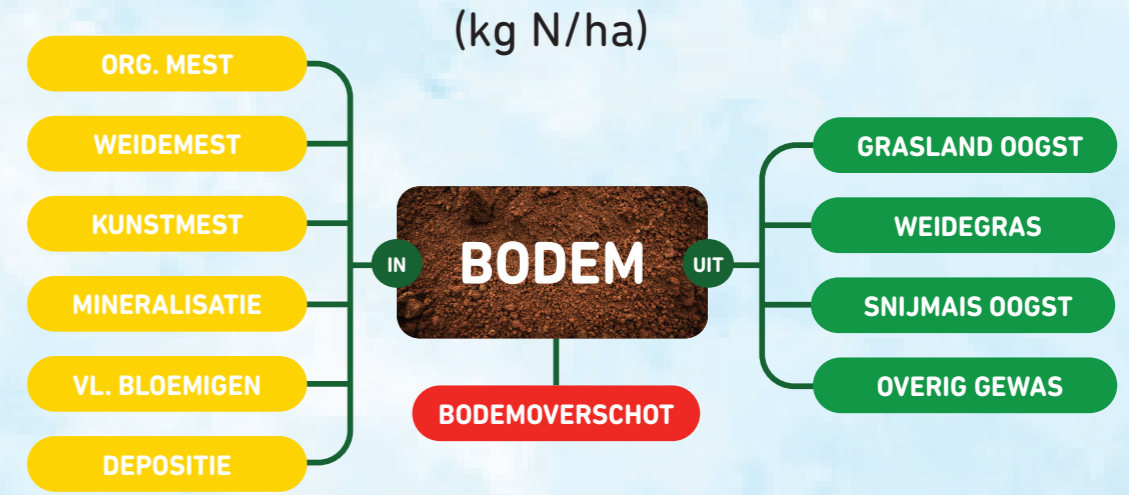 (kg N/ha)
ORG. MEST
WEIDEMEST
KUNSTMEST
MINERALISATIE
VL. BLOEMIGEN
DEPOSITIE
IN
BODEM
UIT
BODEMOVERSCHOT
GRASLAND OOGST
WEIDEGRAS
SNIJMAIS OOGST
OVERIG GEWAS